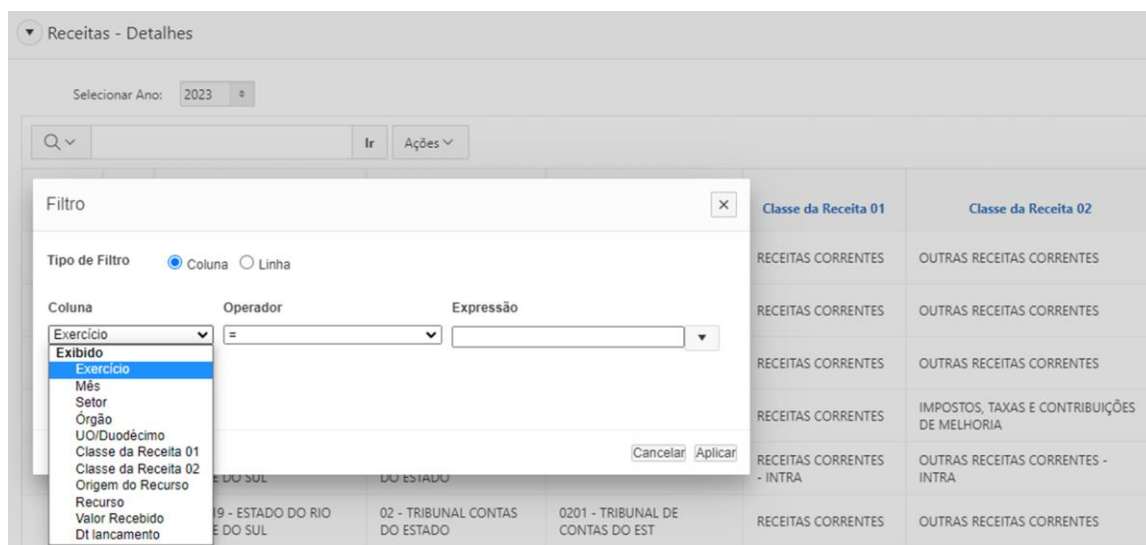 Receitas - Detalhes
Selecionar Ano: 2023
Ir Ações
Filtro
Classe da Receita 01 Classe da Receita 02
Tipo de Filtro Coluna Linha
RECEITAS CORRENTES OUTRAS RECEITAS CORRENTES
Coluna Operador Expressão
RECEITAS CORRENTES OUTRAS RECEITAS CORRENTES
Exercício =
Exibido
Exercício
RECEITAS CORRENTES OUTRAS RECEITAS CORRENTES
Mês
Setor
Órgão
RECEITAS CORRENTES IMPOSTOS, TAXAS E CONTRIBUIÇÕES
DE MELHORIA
UO/Duodécimo
Classe da Receita 01
Cancelar Aplicar
Classe da Receita 02
RECEITAS CORRENTES
- INTRA
OUTRAS RECEITAS CORRENTES -
INTRA
Origem do Recurso
E DO SUL DO ESTADO
Recurso
Valor Recebido
Dt lancamento
19 - ESTADO DO RIO
E DO SUL
02 - TRIBUNAL CONTAS
DO ESTADO
0201 - TRIBUNAL DE
CONTAS DO EST
RECEITAS CORRENTES OUTRAS RECEITAS CORRENTES